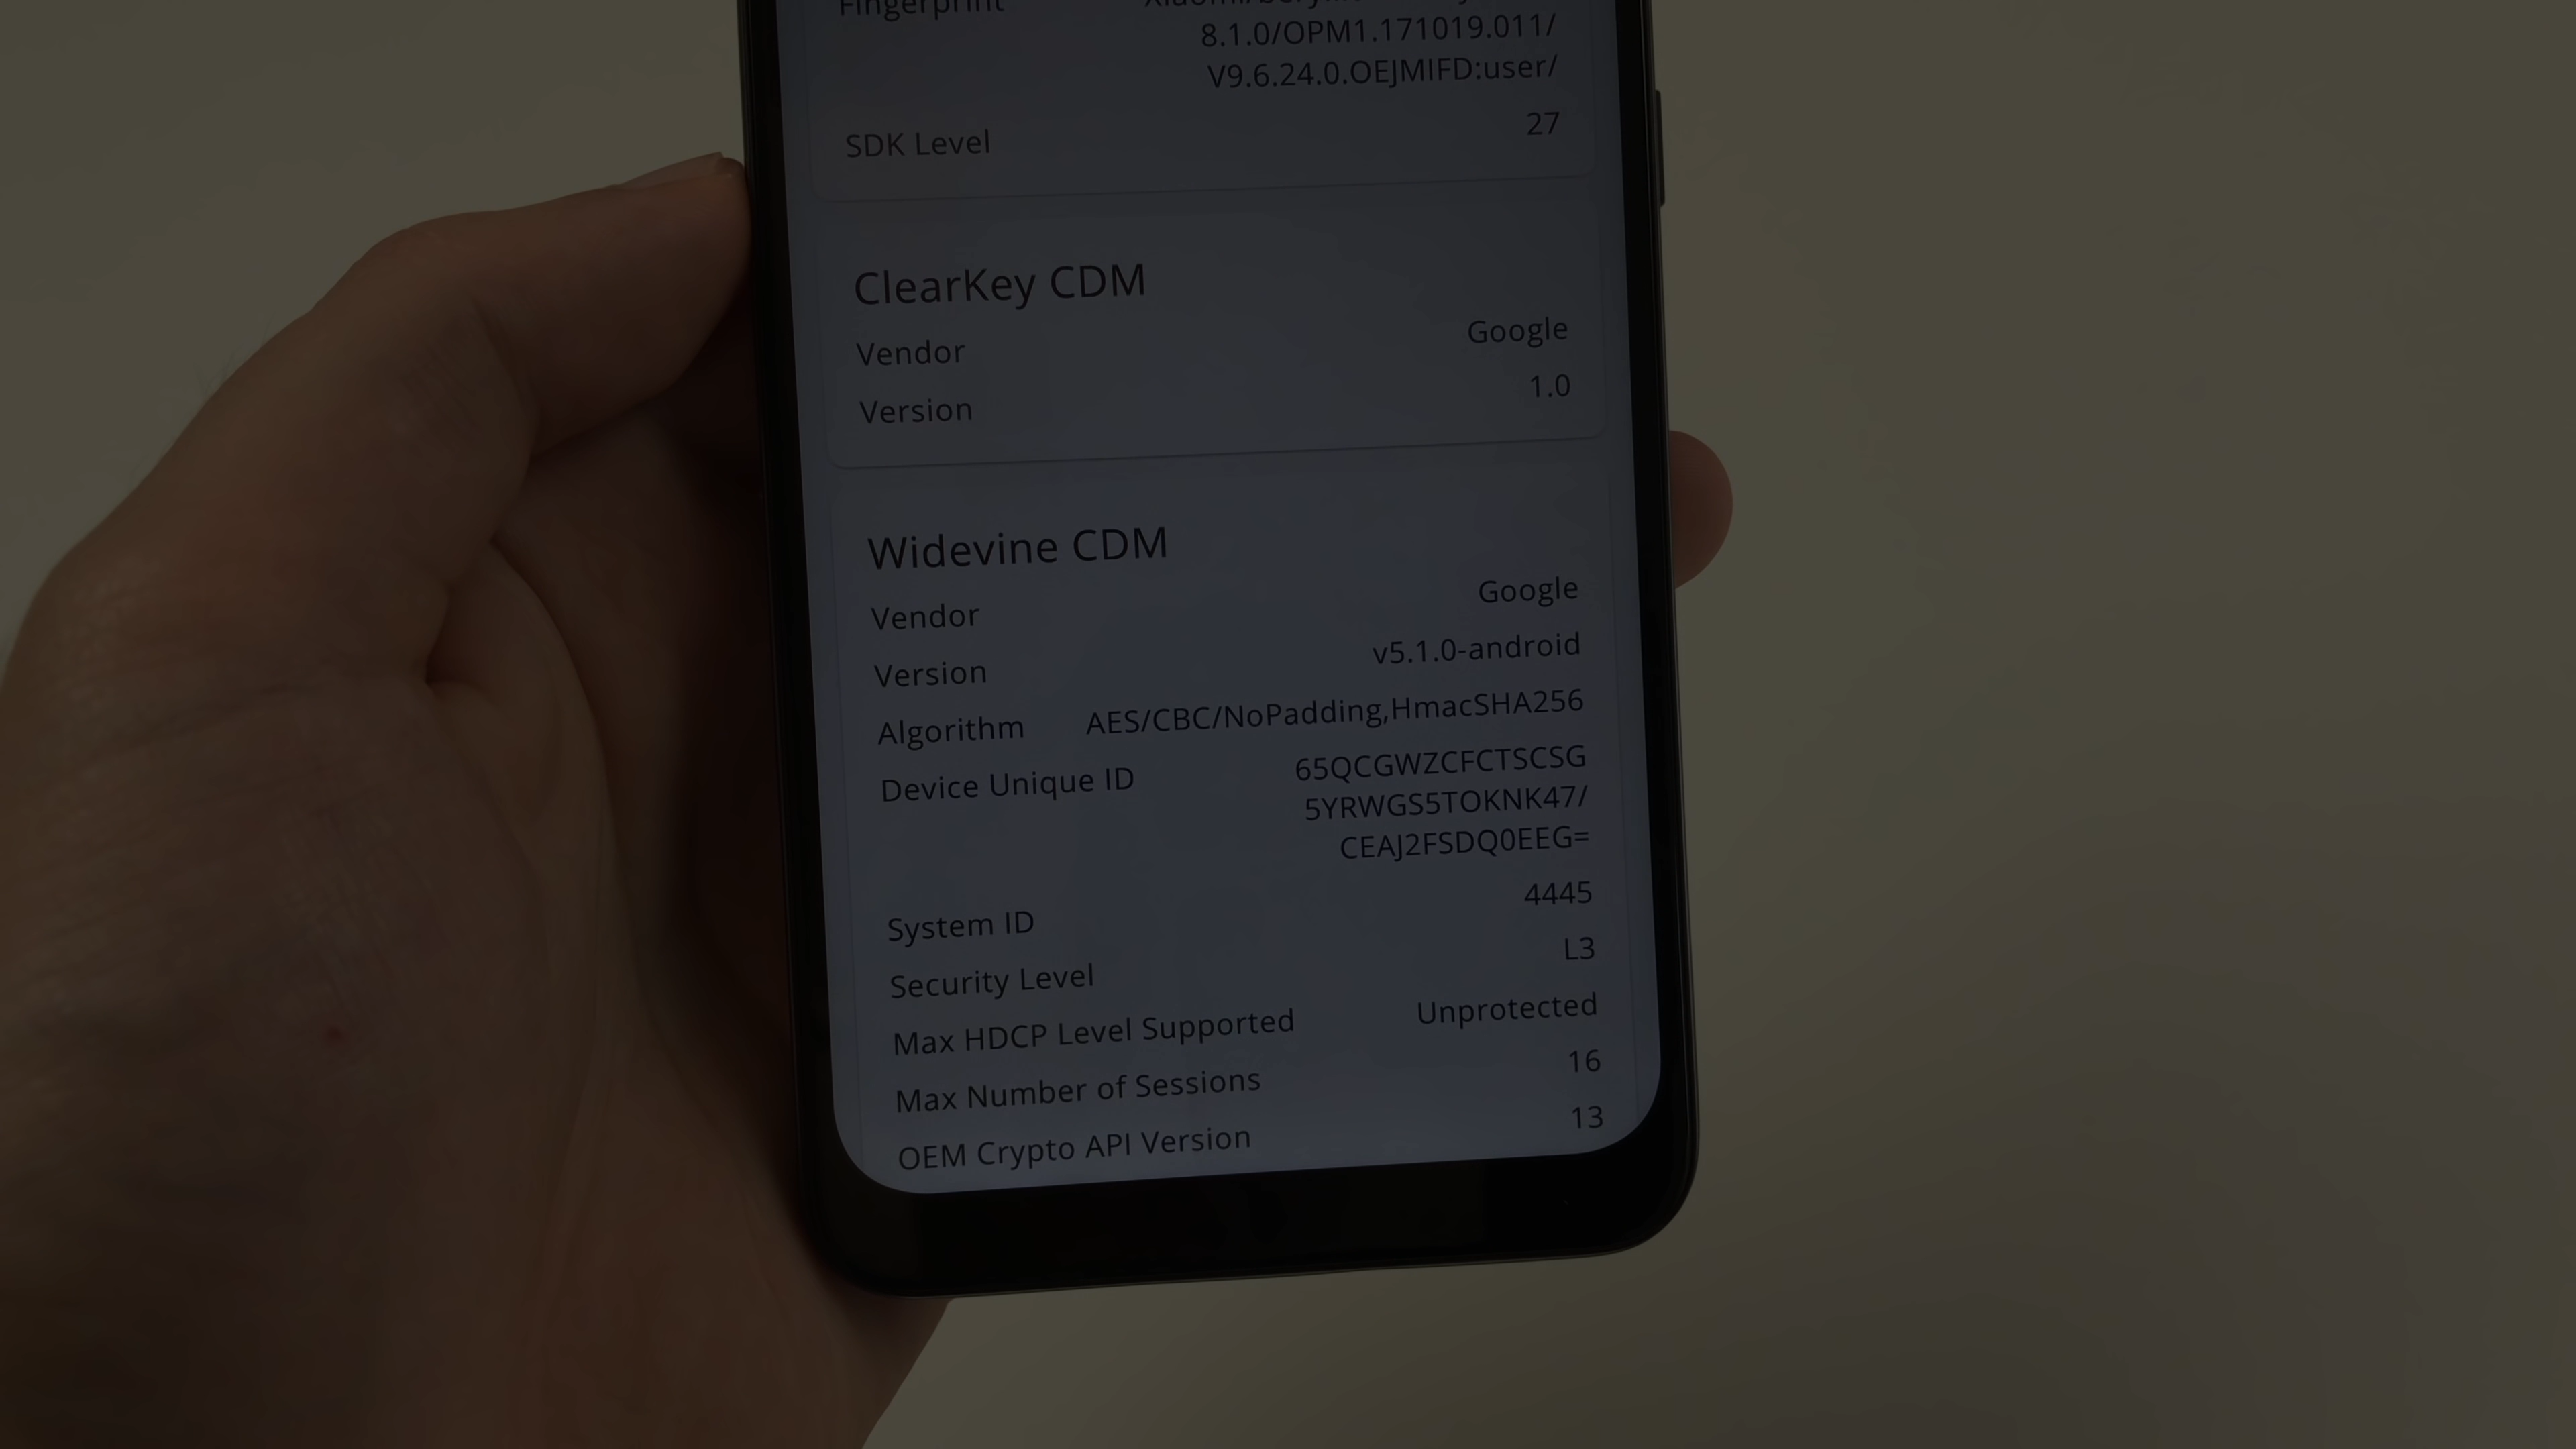 Fingerprint
8.1.0/OPM1.171019.011/
V9.6.24.0.OEJMIFD:user/
SDK Level 27
ClearKey CDM
Vendor Google
Version 1.0
Widevine CDM
Vendor Google
Version v5.1.0-android
Algorithm AES/CBC/NoPadding,HmacSHA256
Device Unique ID 65QCGWZCFCTSCSG
5YRWGS5TOKNK47/
CEAJ2FSDQ0EEG=
System ID 4445
Security Level L3
Max HDCP Level Supported Unprotected
Max Number of Sessions 16
OEM Crypto API Version 13